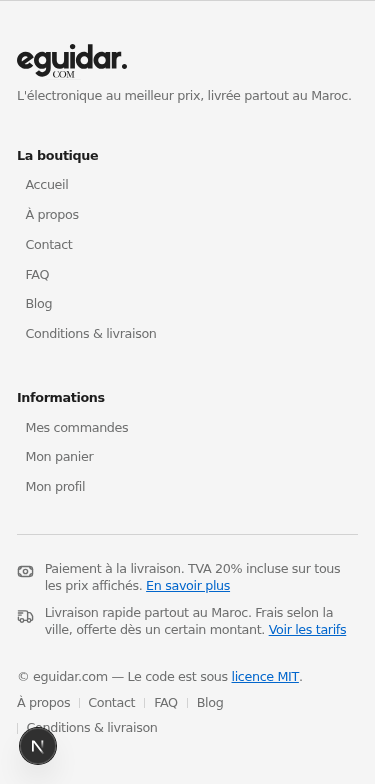 eguidar.
COM
L'électronique au meilleur prix, livrée partout au Maroc.
La boutique
Accueil
À propos
Contact
FAQ
Blog
Conditions & livraison
Informations
Mes commandes
Mon panier
Mon profil
Paiement à la livraison. TVA 20% incluse sur tous
les prix affichés. En savoir plus
Livraison rapide partout au Maroc. Frais selon la
ville, offerte dès un certain montant. Voir les tarifs
© eguidar.com — Le code est sous licence MIT.
À propos | Contact | FAQ | Blog
| Conditions & livraison
N